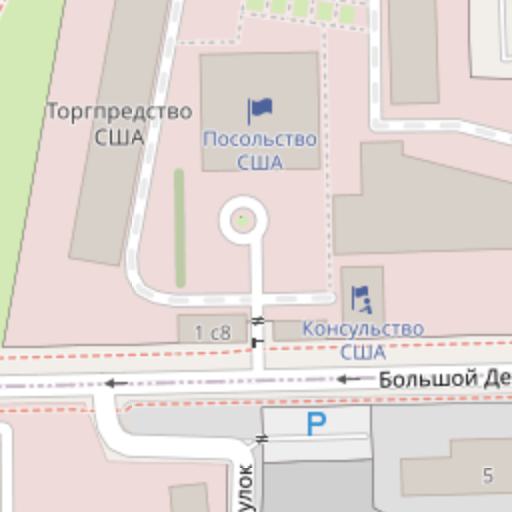 Торгпредство
США
Посольство
США
1 с8
Консульство
США
Большой Де
P
улок
5